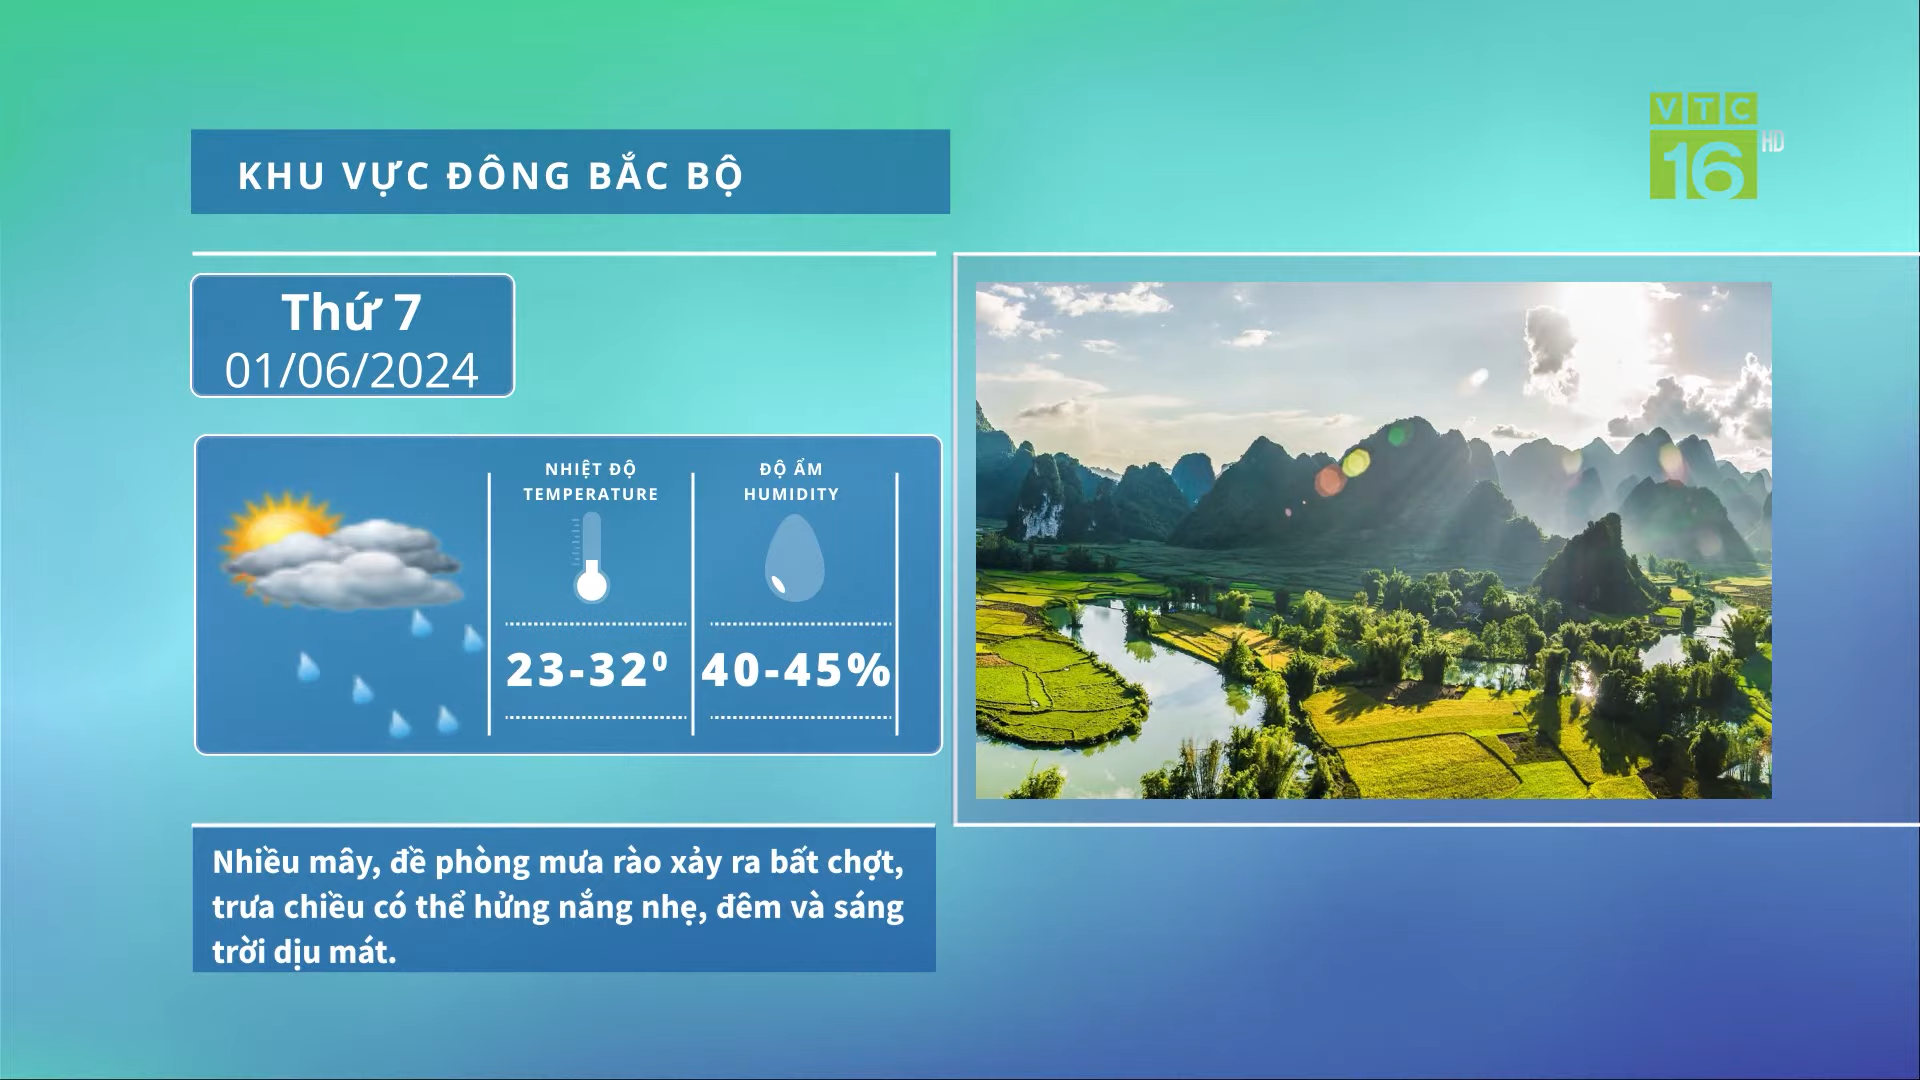 VTC
16
HD
KHU VỰC ĐÔNG BẮC BỘ
Thứ 7
01/06/2024
NHIỆT ĐỘ
TEMPERATURE
23-32⁰
ĐỘ ẨM
HUMIDITY
40-45%
Nhiều mây, đề phòng mưa rào xảy ra bất chợt,
trưa chiều có thể hửng nắng nhẹ, đêm và sáng
trời dịu mát.